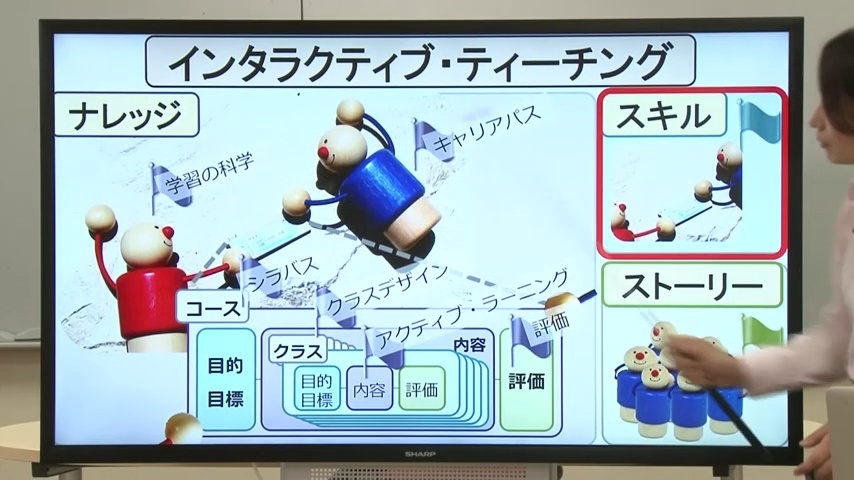 インタラクティブ・ティーチング
ナレッジ
スキル
キャリアパス
学習の科学
シラバス
クラスデザイン
ストーリー
コース
アクティブ・ラーニング
評価
クラス
内容
目的
目標
目的
目標
内容
評価
評価
SHARP